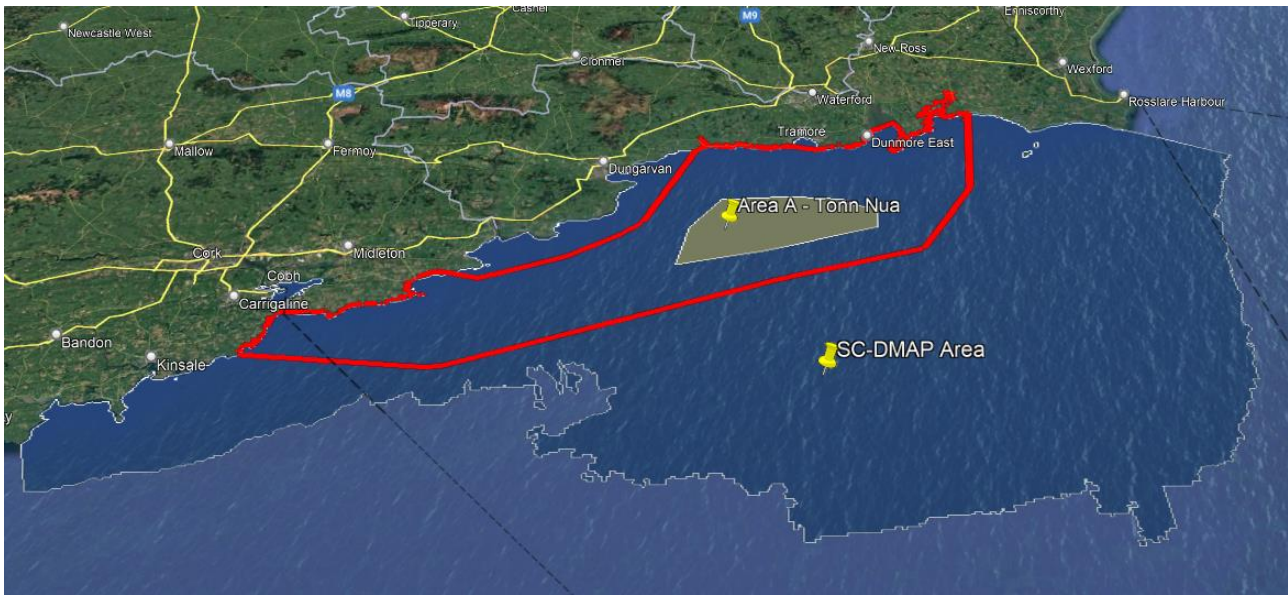 Newcastle West
Tipperary
Cashel
M9
Enniscorthy
New Ross
Clonmel
Wexford
M8
Waterford
Rosslare Harbour
Mallow
Fermoy
Tramore
Dunmore East
Dungarvan
Area A - Tonn Nua
Cork
Midleton
Cobh
Carrigaline
Bandon
Kinsale
SC-DMAP Area